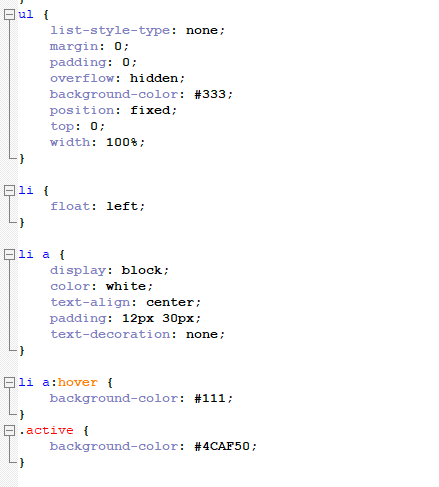 ul {
    list-style-type: none;
    margin: 0;
    padding: 0;
    overflow: hidden;
    background-color: #333;
    position: fixed;
    top: 0;
    width: 100%;
}
li {
    float: left;
}
li a {
    display: block;
    color: white;
    text-align: center;
    padding: 12px 30px;
    text-decoration: none;
}
li a:hover {
    background-color: #111;
}
.active {
    background-color: #4CAF50;
}